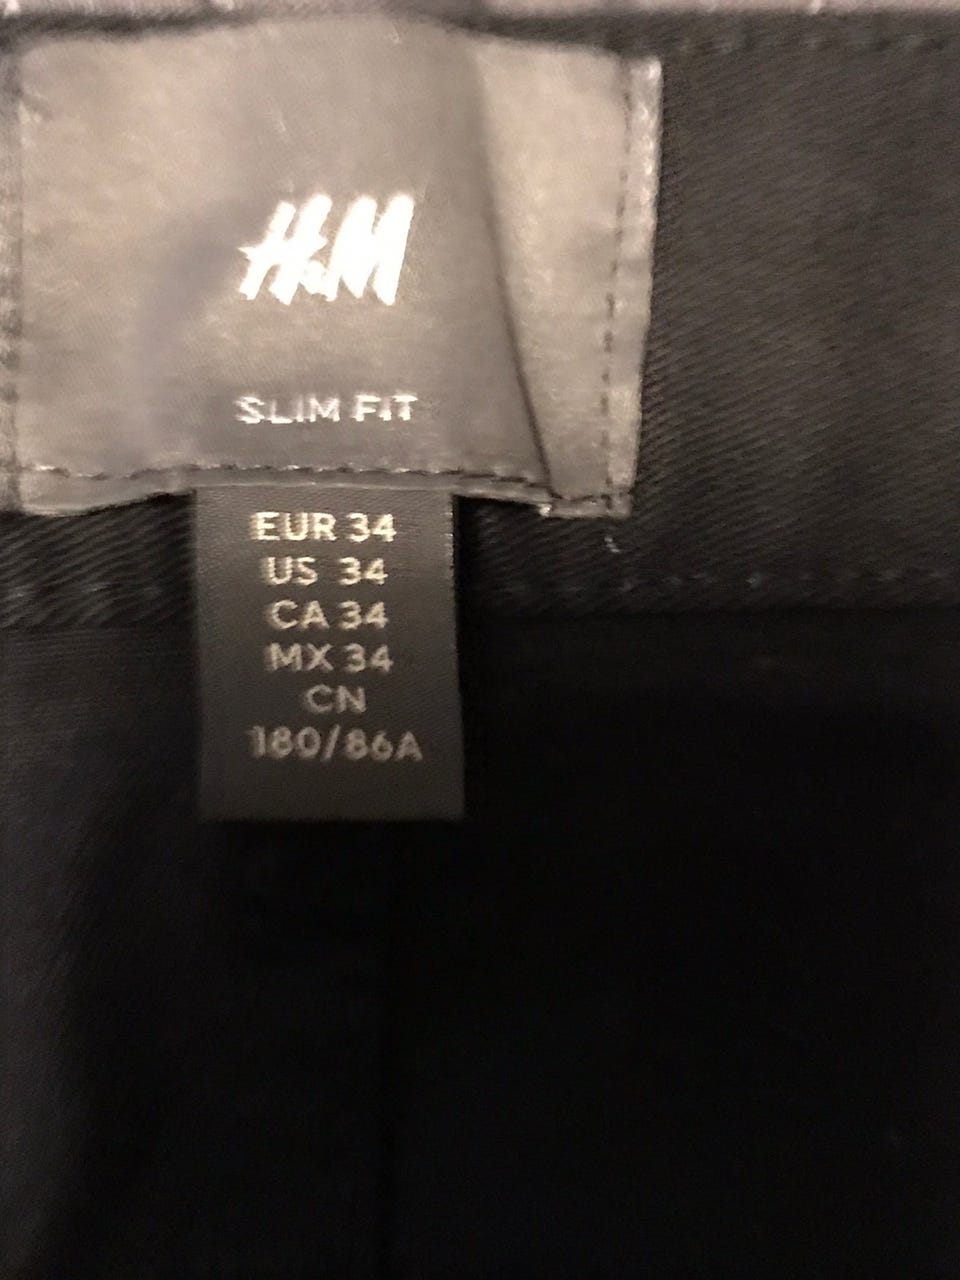 H&M
SLIM FIT
EUR 34
US 34
CA 34
MX 34
CN
180/86A